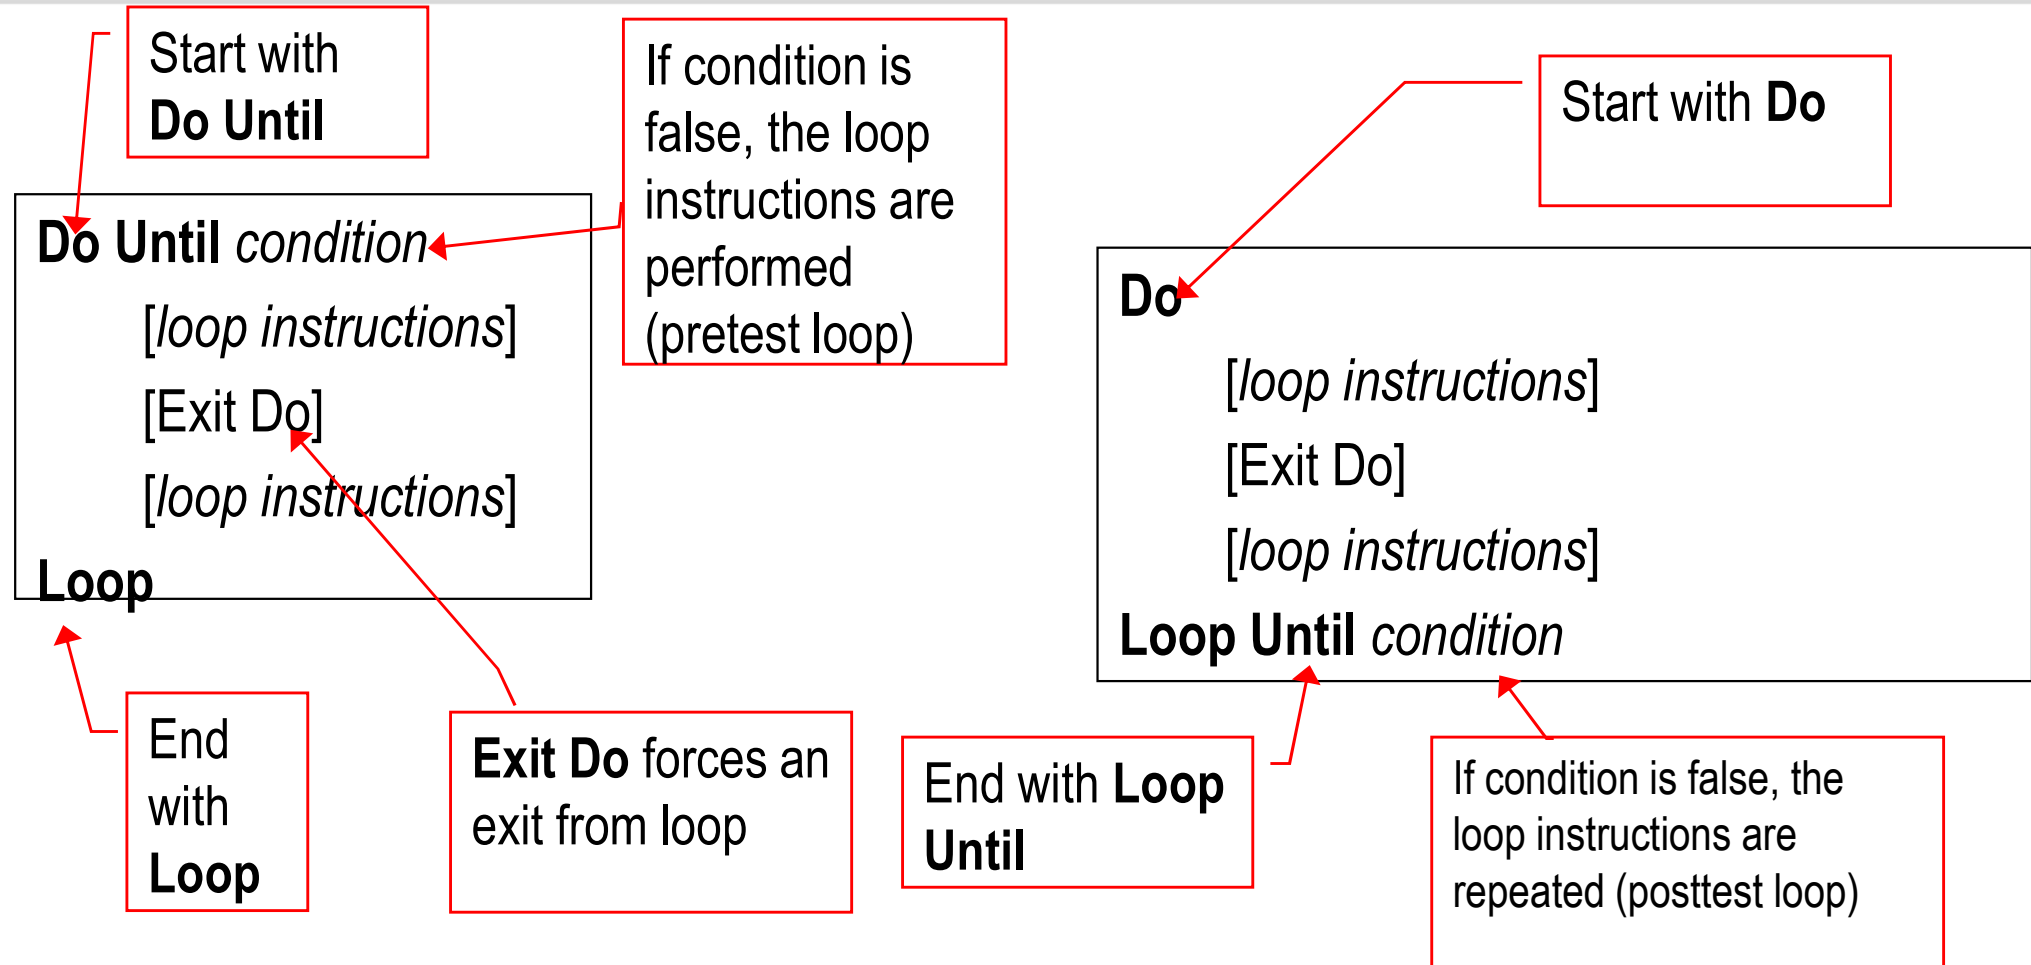 Start with
Do Until
If condition is
false, the loop
instructions are
performed
(pretest loop)
Start with Do
Do Until condition
[loop instructions]
[Exit Do]
[loop instructions]
Loop
Do
[loop instructions]
[Exit Do]
[loop instructions]
Loop Until condition
End
with
Loop
Exit Do forces an
exit from loop
End with Loop
Until
If condition is false, the
loop instructions are
repeated (posttest loop)